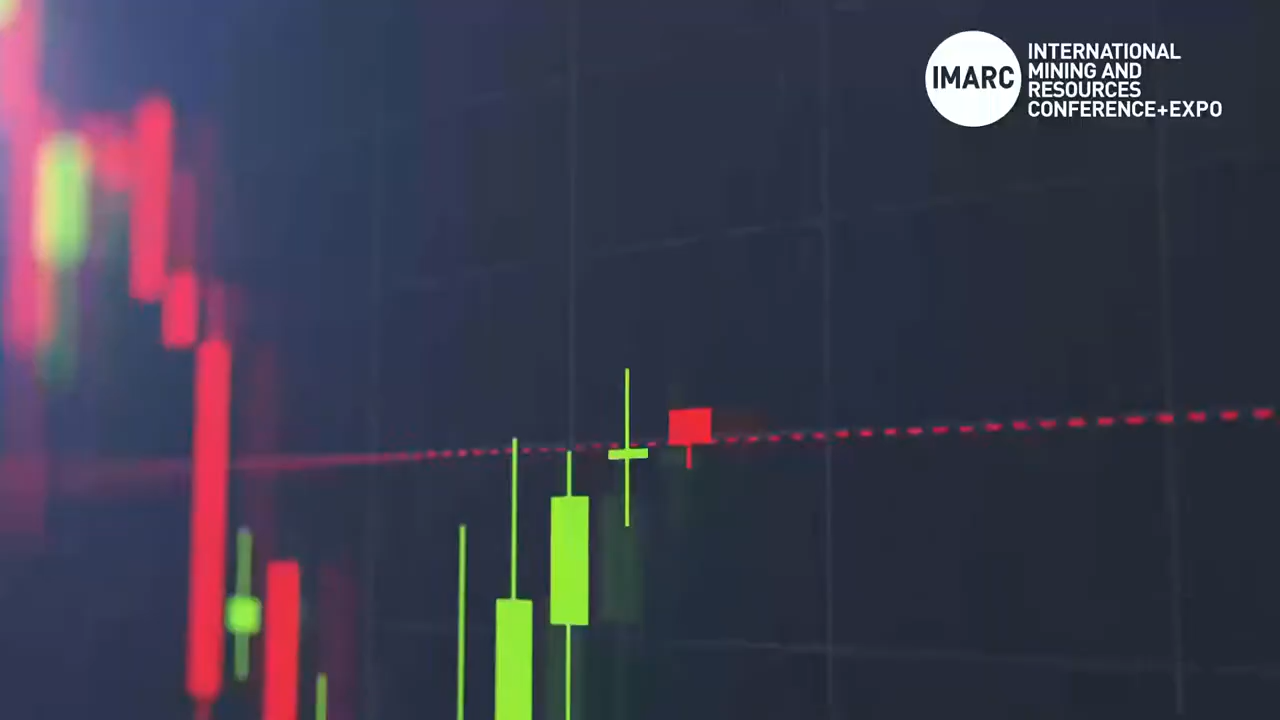 IMARC
INTERNATIONAL
MINING AND
RESOURCES
CONFERENCE+EXPO